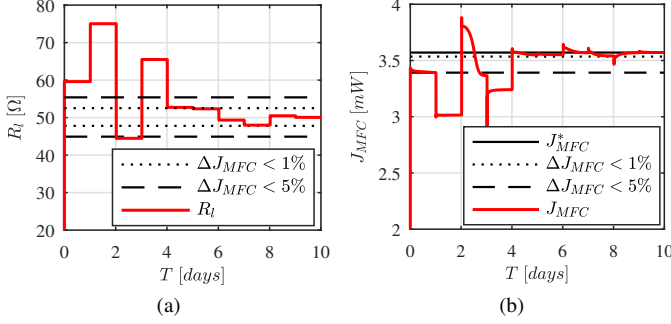 80
70
60
50
40
30
20
R_l [Ω]
ΔJ_MFC < 1%
ΔJ_MFC < 5%
R_l
0 2 4 6 8 10
T [days]
(a)
4
3.5
3
2.5
2
J_MFC [mW]
J*_MFC
ΔJ_MFC < 1%
ΔJ_MFC < 5%
J_MFC
0 2 4 6 8 10
T [days]
(b)